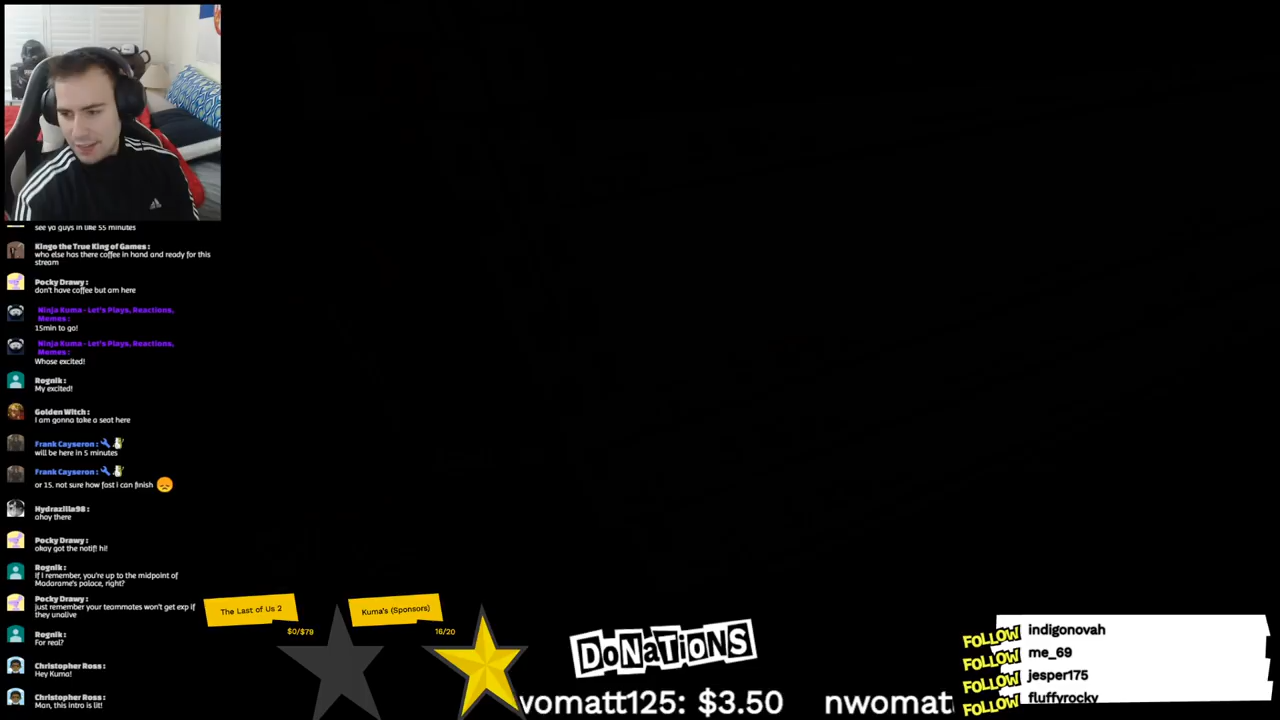 see ya guys in like 55 minutes
Kingo the True King of Games :
who else has there coffee in hand and ready for this
stream
Pocky Drawy :
don't have coffee but am here
Ninja Kuma - Let's Plays, Reactions,
Memes :
15min to go!
Ninja Kuma - Let's Plays, Reactions,
Memes :
Whose excited!
Rognik :
My excited!
Golden Witch :
I am gonna take a seat here
Frank Cayseron :
will be here in 5 minutes
Frank Cayseron :
or 15. not sure how fast i can finish
Hydrazilla98 :
ahoy there
Pocky Drawy :
okay got the notif! hi!
Rognik :
If I remember, you're up to the midpoint of
Madarame's palace, right?
Pocky Drawy :
just remember your teammates won't get exp if
they unalive
Rognik :
For real?
Christopher Ross :
Hey Kuma!
Christopher Ross :
Man, this intro is lit!
The Last of Us 2
$0/$79
Kuma's (Sponsors)
16/20
DoNaTioNS
womatt125: $3.50 nwomat
FOLLOW indigonovah
FOLLOW me_69
FOLLOW jesper175
FOLLOW fluffyrocky